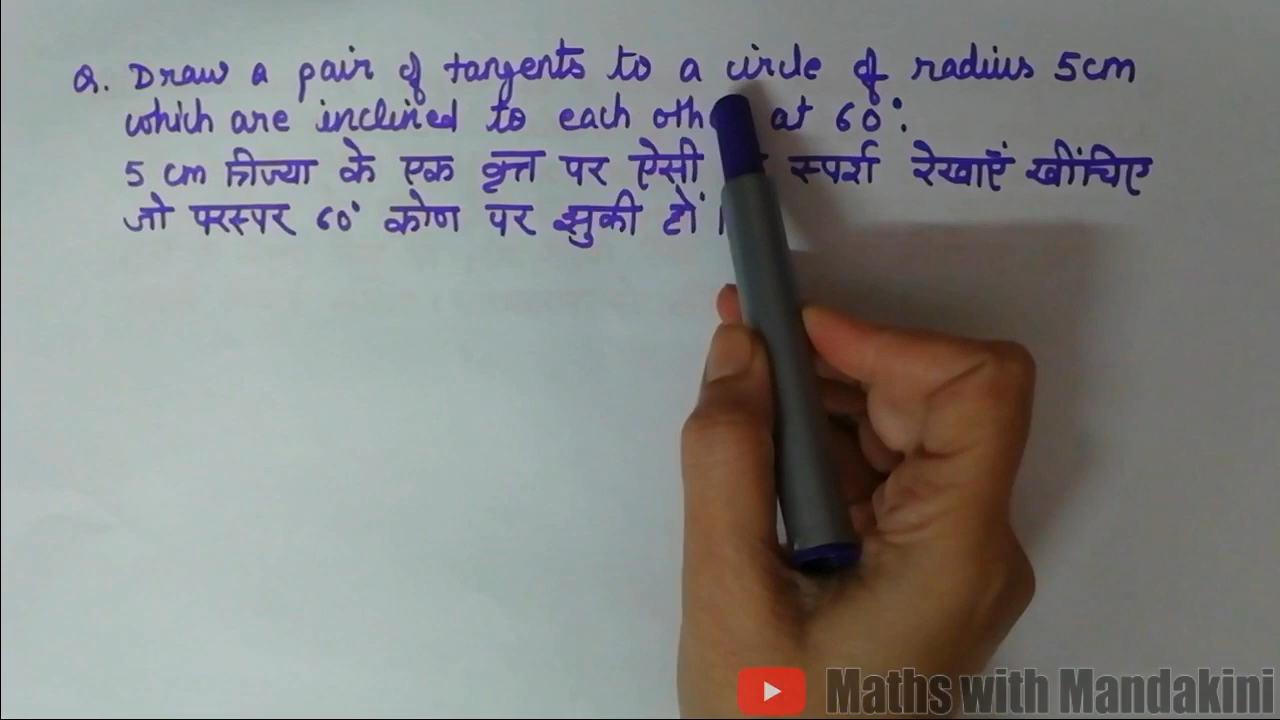 Q. Draw a pair of tangents to a circle of radius 5cm
which are inclined to each oth at 60°.
5 cm त्रिज्या के एक वृत्त पर ऐसी स्पर्श रेखाएँ खींचिए
जो परस्पर 60° कोण पर झुकी हों।
Maths with Mandakini